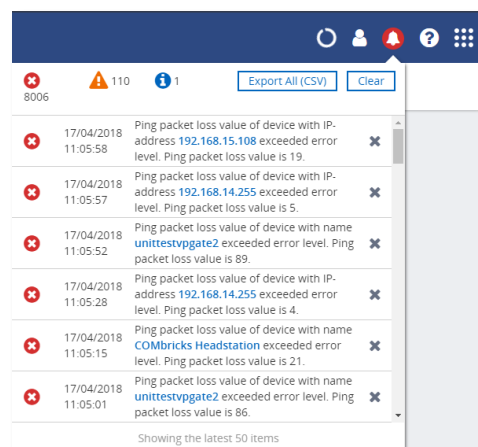 110 1 Export All (CSV) Clear
8006
17/04/2018 Ping packet loss value of device with IP-
11:05:58 address 192.168.15.108 exceeded error
level. Ping packet loss value is 19.
17/04/2018 Ping packet loss value of device with IP-
11:05:57 address 192.168.14.255 exceeded error
level. Ping packet loss value is 5.
17/04/2018 Ping packet loss value of device with name
11:05:52 unittestvpgate2 exceeded error level. Ping
packet loss value is 89.
17/04/2018 Ping packet loss value of device with IP-
11:05:28 address 192.168.14.255 exceeded error
level. Ping packet loss value is 4.
17/04/2018 Ping packet loss value of device with name
11:05:15 COMbricks Headstation exceeded error
level. Ping packet loss value is 21.
17/04/2018 Ping packet loss value of device with name
11:05:01 unittestvpgate2 exceeded error level. Ping
packet loss value is 86.
Showing the latest 50 items